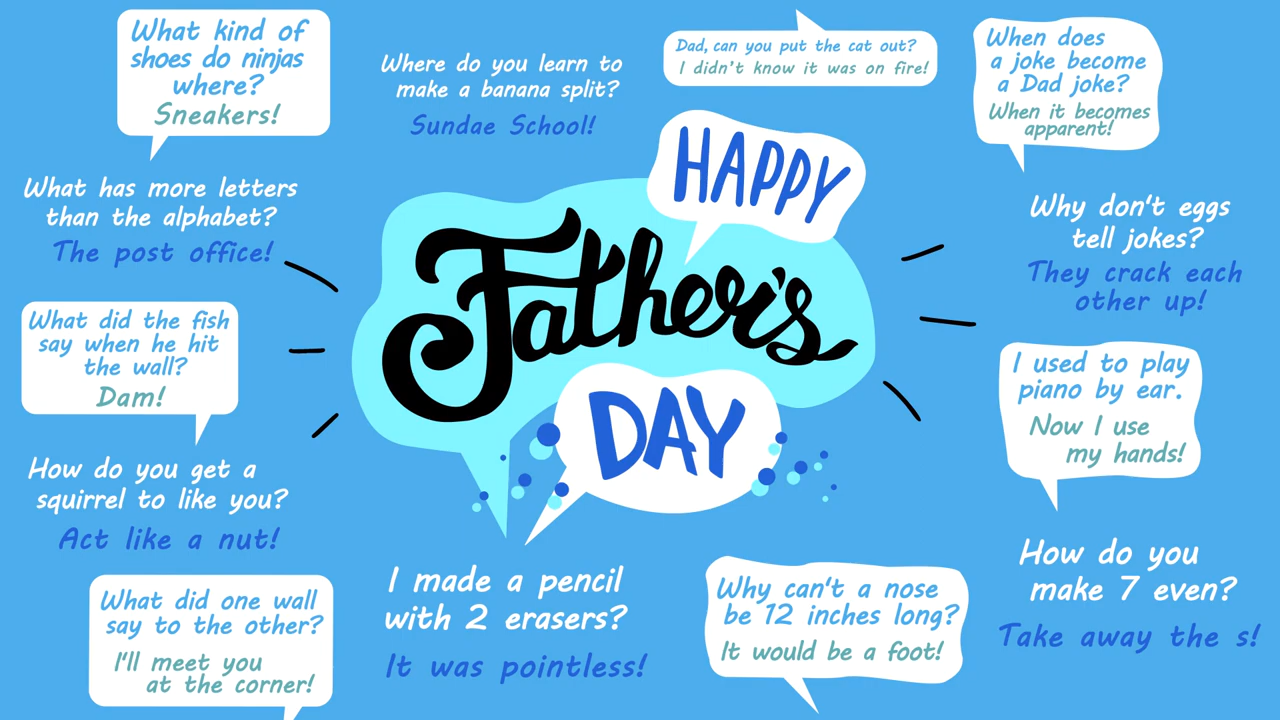 What kind of
shoes do ninjas
where?
Sneakers!
Where do you learn to
make a banana split?
Sundae School!
Dad, can you put the cat out?
I didn't know it was on fire!
When does
a joke become
a Dad joke?
When it becomes
apparent!
What has more letters
than the alphabet?
The post office!
HAPPY
Father's
DAY
Why don't eggs
tell jokes?
They crack each
other up!
What did the fish
say when he hit
the wall?
Dam!
I used to play
piano by ear.
Now I use
my hands!
How do you get a
squirrel to like you?
Act like a nut!
What did one wall
say to the other?
I'll meet you
at the corner!
I made a pencil
with 2 erasers?
It was pointless!
Why can't a nose
be 12 inches long?
It would be a foot!
How do you
make 7 even?
Take away the s!